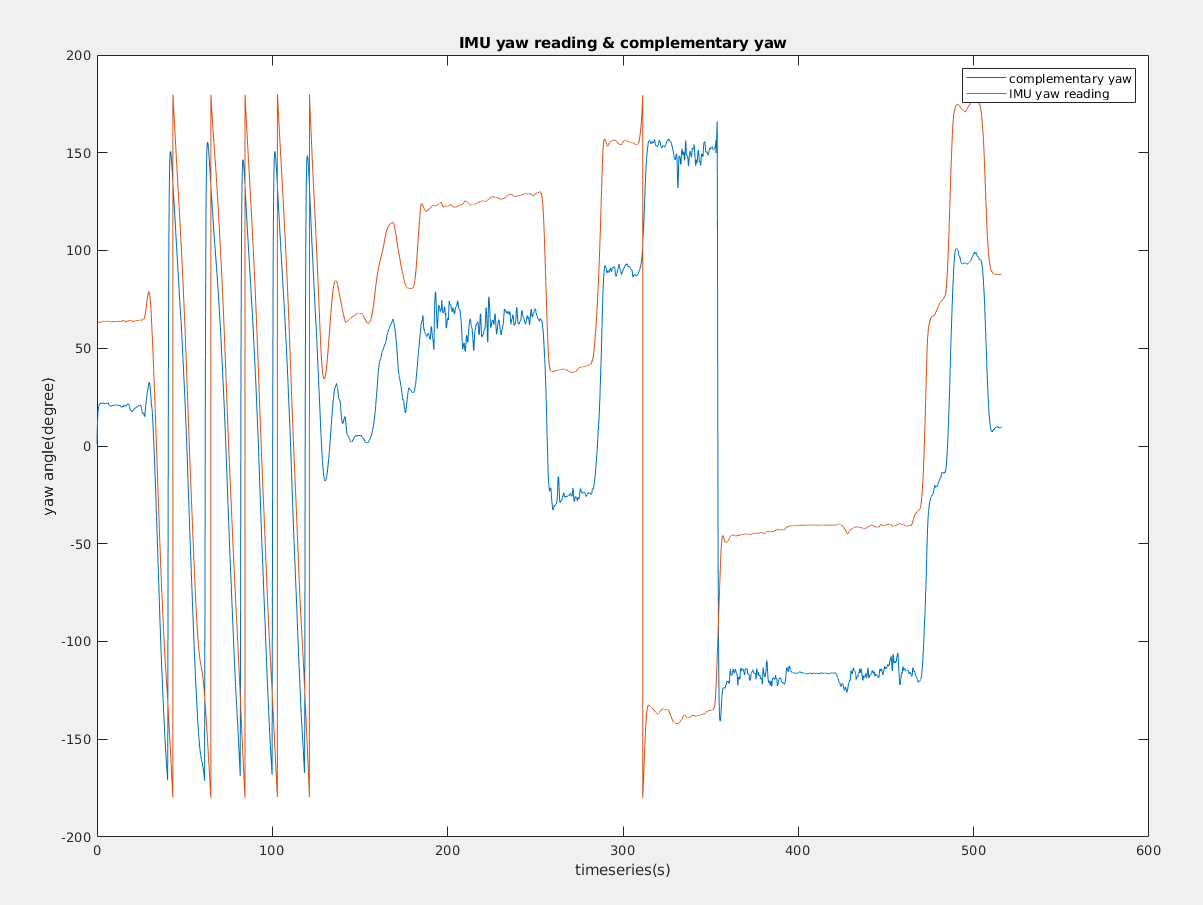 IMU yaw reading & complementary yaw
complementary yaw
IMU yaw reading
yaw angle(degree)
200
150
100
50
0
-50
-100
-150
-200
0 100 200 300 400 500 600
timeseries(s)